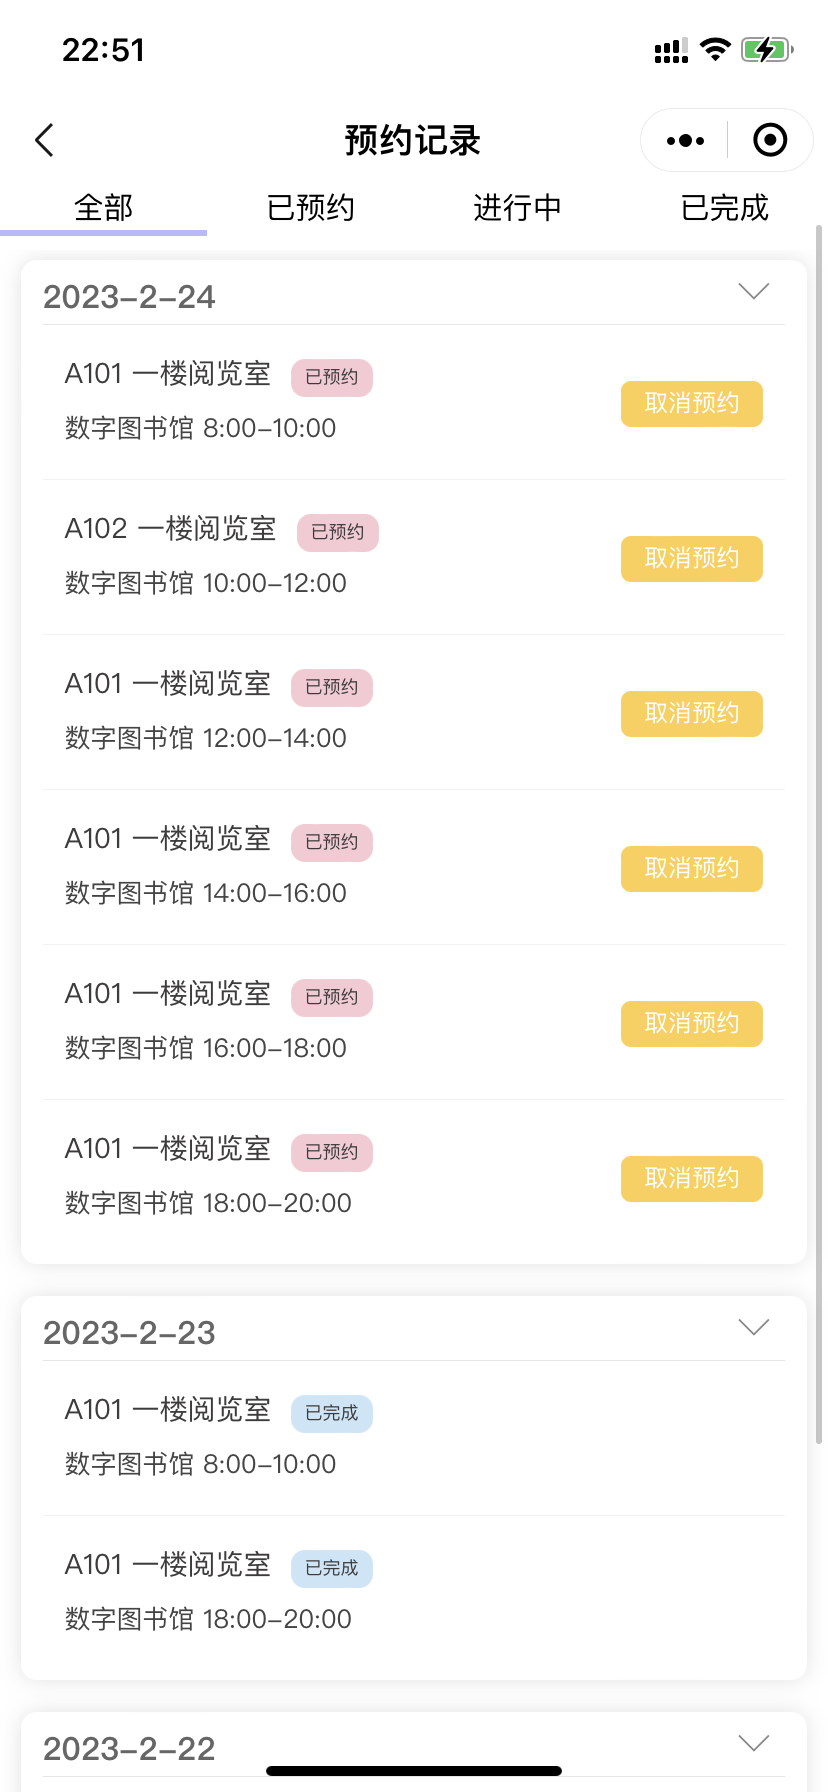 22:51
预约记录
全部 已预约 进行中 已完成
2023-2-24
A101 一楼阅览室 已预约
取消预约
数字图书馆 8:00-10:00
A102 一楼阅览室 已预约
取消预约
数字图书馆 10:00-12:00
A101 一楼阅览室 已预约
取消预约
数字图书馆 12:00-14:00
A101 一楼阅览室 已预约
取消预约
数字图书馆 14:00-16:00
A101 一楼阅览室 已预约
取消预约
数字图书馆 16:00-18:00
A101 一楼阅览室 已预约
取消预约
数字图书馆 18:00-20:00
2023-2-23
A101 一楼阅览室 已完成
数字图书馆 8:00-10:00
A101 一楼阅览室 已完成
数字图书馆 18:00-20:00
2023-2-22